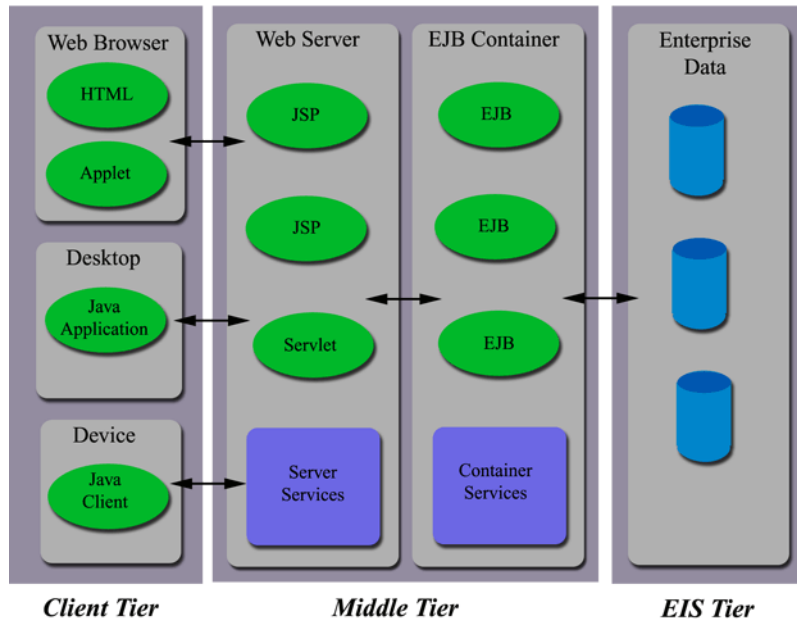 Web Browser
HTML
Applet
Desktop
Java
Application
Device
Java
Client
Client Tier
Web Server
JSP
JSP
Servlet
Server
Services
EJB Container
EJB
EJB
EJB
Container
Services
Middle Tier
Enterprise
Data
EIS Tier